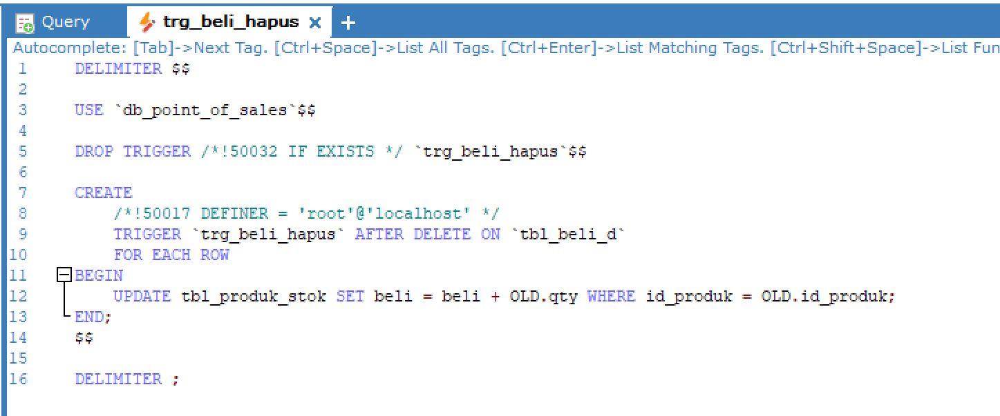 Query trg_beli_hapus x +
Autocomplete: [Tab]->Next Tag. [Ctrl+Space]->List All Tags. [Ctrl+Enter]->List Matching Tags. [Ctrl+Shift+Space]->List Fun
1 DELIMITER $$
2
3 USE `db_point_of_sales`$$
4
5 DROP TRIGGER /*!50032 IF EXISTS */ `trg_beli_hapus`$$
6
7 CREATE
8 /*!50017 DEFINER = 'root'@'localhost' */
9 TRIGGER `trg_beli_hapus` AFTER DELETE ON `tbl_beli_d`
10 FOR EACH ROW
11 BEGIN
12 UPDATE tbl_produk_stok SET beli = beli + OLD.qty WHERE id_produk = OLD.id_produk;
13 END;
14 $$
15
16 DELIMITER ;